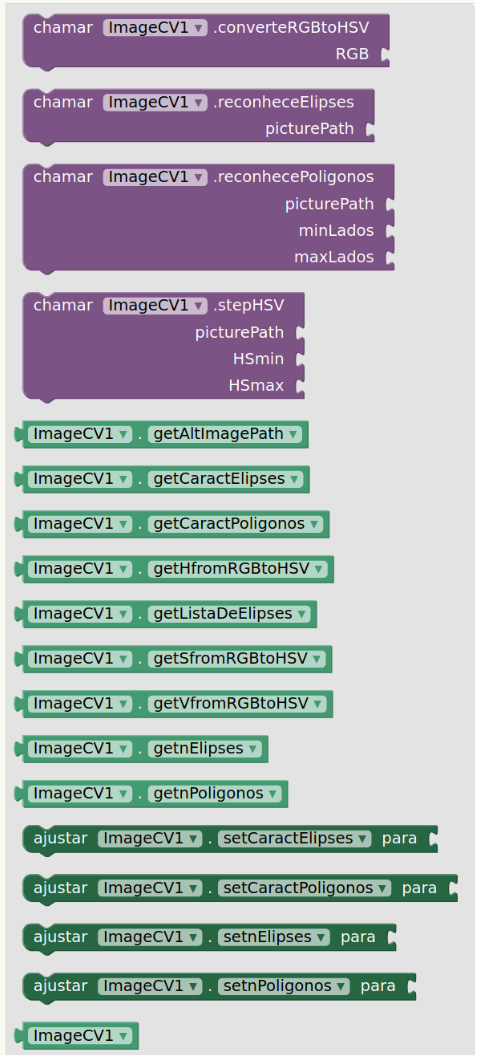 chamar ImageCV1 .converteRGBtoHSV
RGB
chamar ImageCV1 .reconheceElipses
picturePath
chamar ImageCV1 .reconhecePoligonos
picturePath
minLados
maxLados
chamar ImageCV1 .stepHSV
picturePath
HSmin
HSmax
ImageCV1 . getAltImagePath
ImageCV1 . getCaractElipses
ImageCV1 . getCaractPoligonos
ImageCV1 . getHfromRGBtoHSV
ImageCV1 . getListaDeElipses
ImageCV1 . getSfromRGBtoHSV
ImageCV1 . getVfromRGBtoHSV
ImageCV1 . getnElipses
ImageCV1 . getnPoligonos
ajustar ImageCV1 . setCaractElipses para
ajustar ImageCV1 . setCaractPoligonos para
ajustar ImageCV1 . setnElipses para
ajustar ImageCV1 . setnPoligonos para
ImageCV1